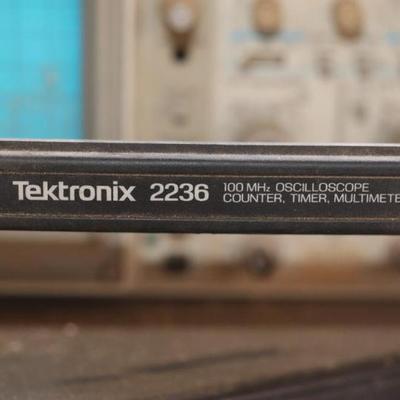 Tektronix 2236 100 MHz OSCILLOSCOPE
COUNTER, TIMER, MULTIMETE